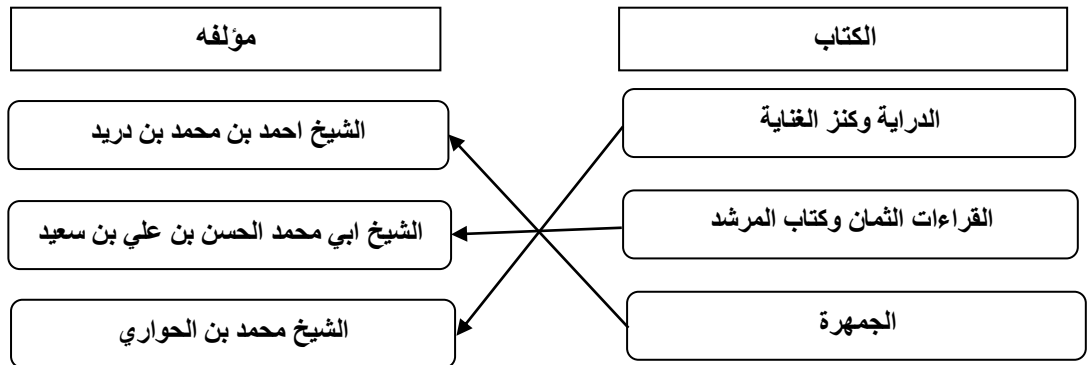 الكتاب
مؤلفه
الدراية وكنز الغناية
الشيخ احمد بن محمد بن دريد
القراءات الثمان وكتاب المرشد
الشيخ ابي محمد الحسن بن علي بن سعيد
الجمهرة
الشيخ محمد بن الحواري